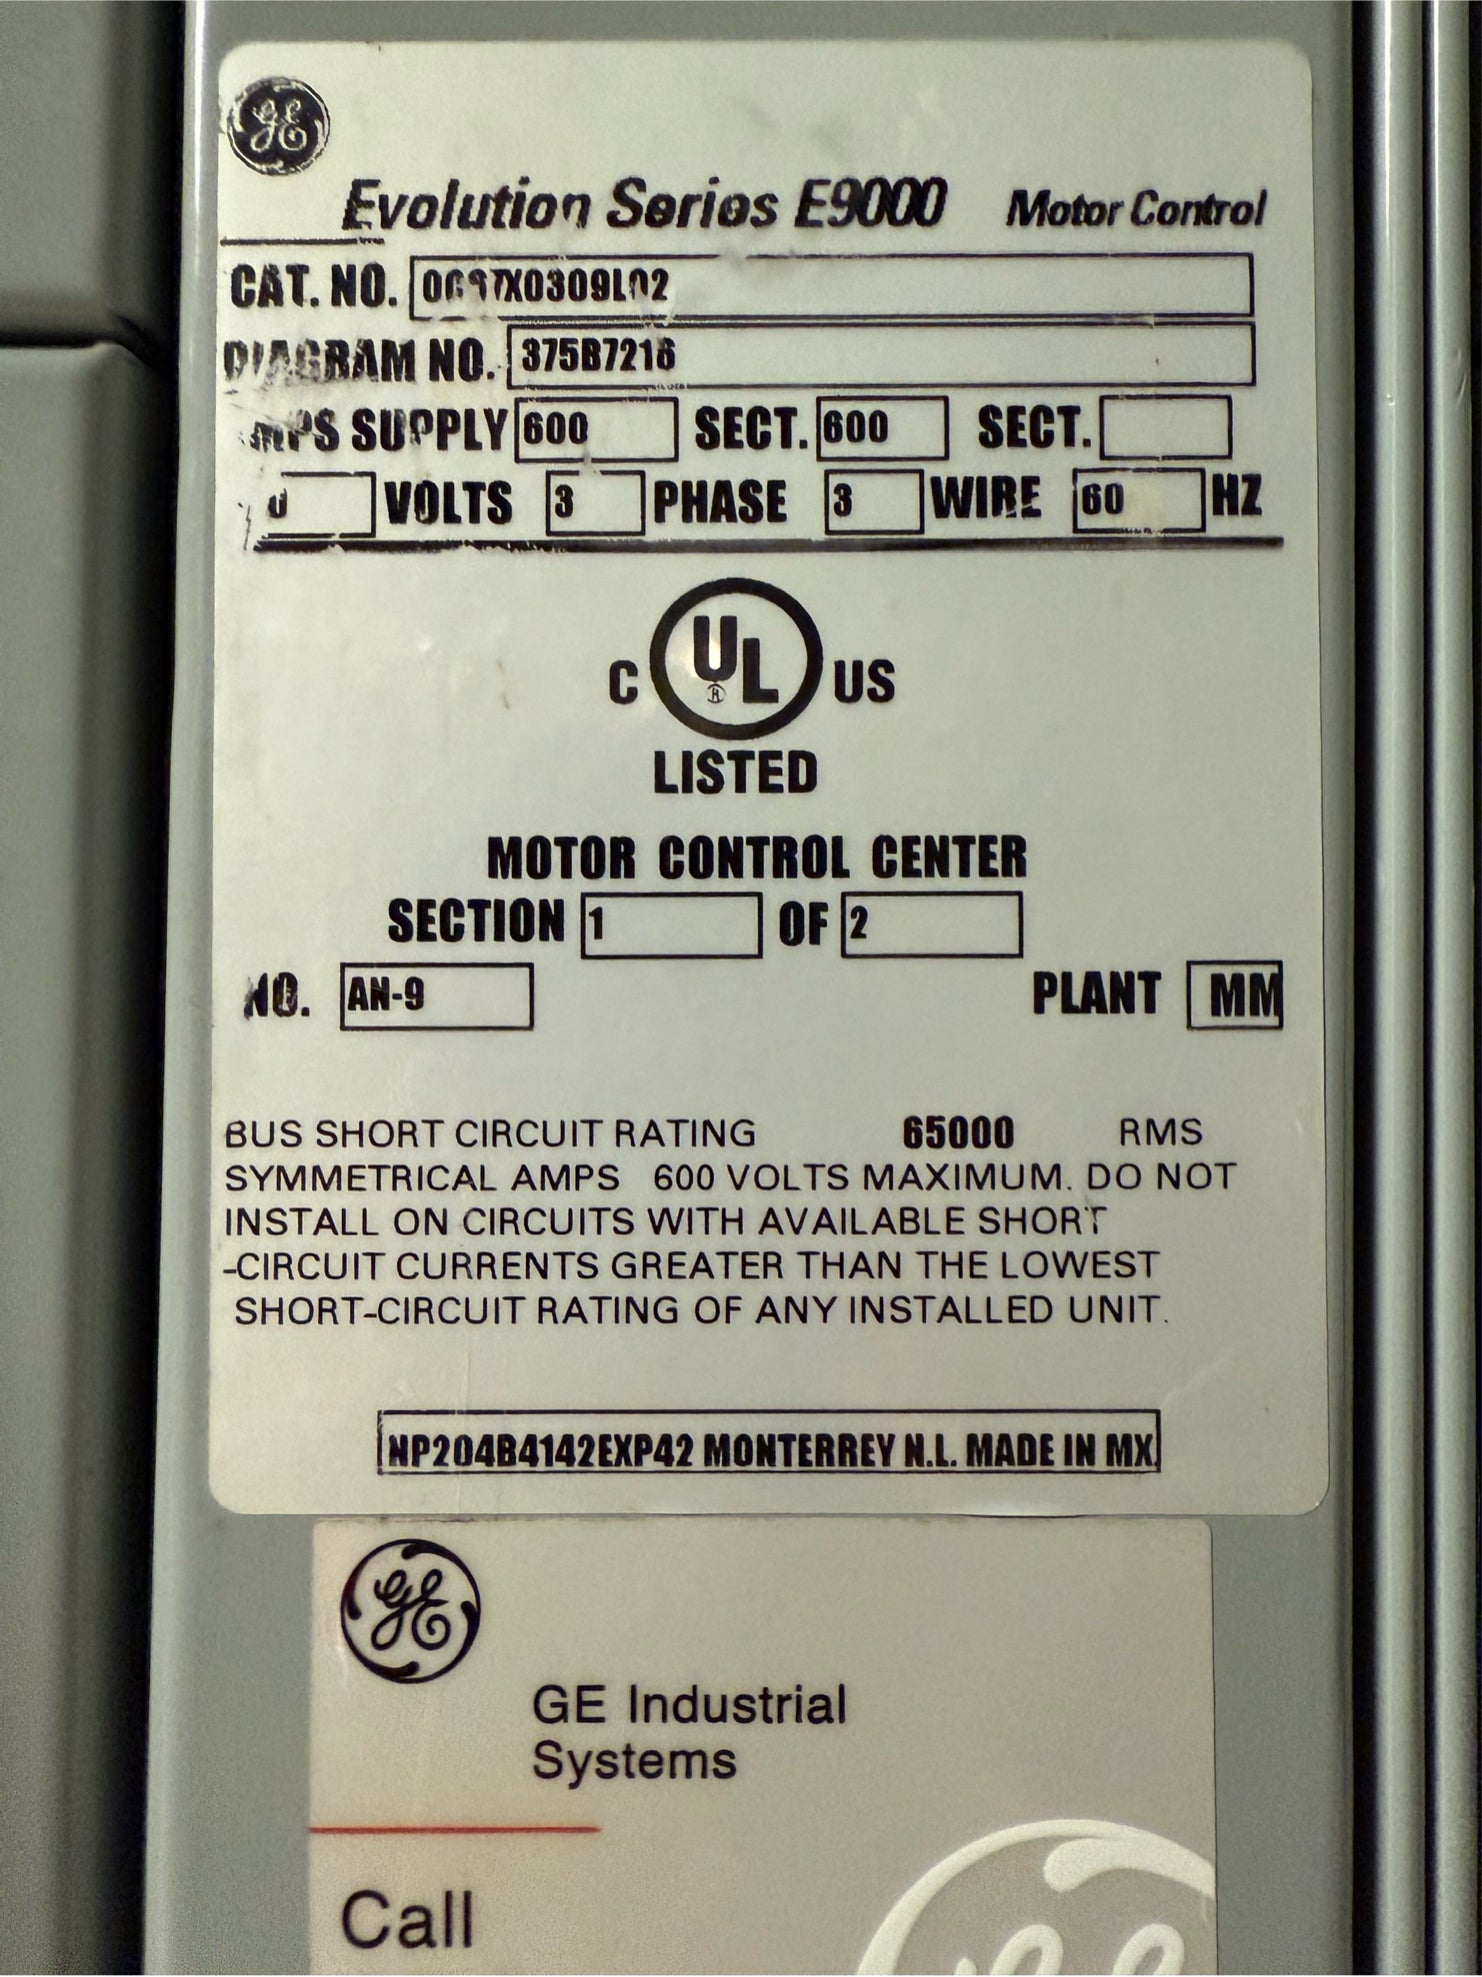 GE
Evolution Series E9000 Motor Control
CAT. NO.
DIAGRAM NO. 375B7216
AMPS SUPPLY 600 SECT. 600 SECT.
VOLTS 3 PHASE 3 WIRE 60 HZ
C UL® US
LISTED
MOTOR CONTROL CENTER
SECTION 1 OF 2
NO. AN-9 PLANT MM
BUS SHORT CIRCUIT RATING 65000 RMS
SYMMETRICAL AMPS 600 VOLTS MAXIMUM. DO NOT
INSTALL ON CIRCUITS WITH AVAILABLE SHORT
-CIRCUIT CURRENTS GREATER THAN THE LOWEST
SHORT-CIRCUIT RATING OF ANY INSTALLED UNIT.
NP204B4142EXP42 MONTERREY N.L. MADE IN MX
GE
GE Industrial
Systems
Call